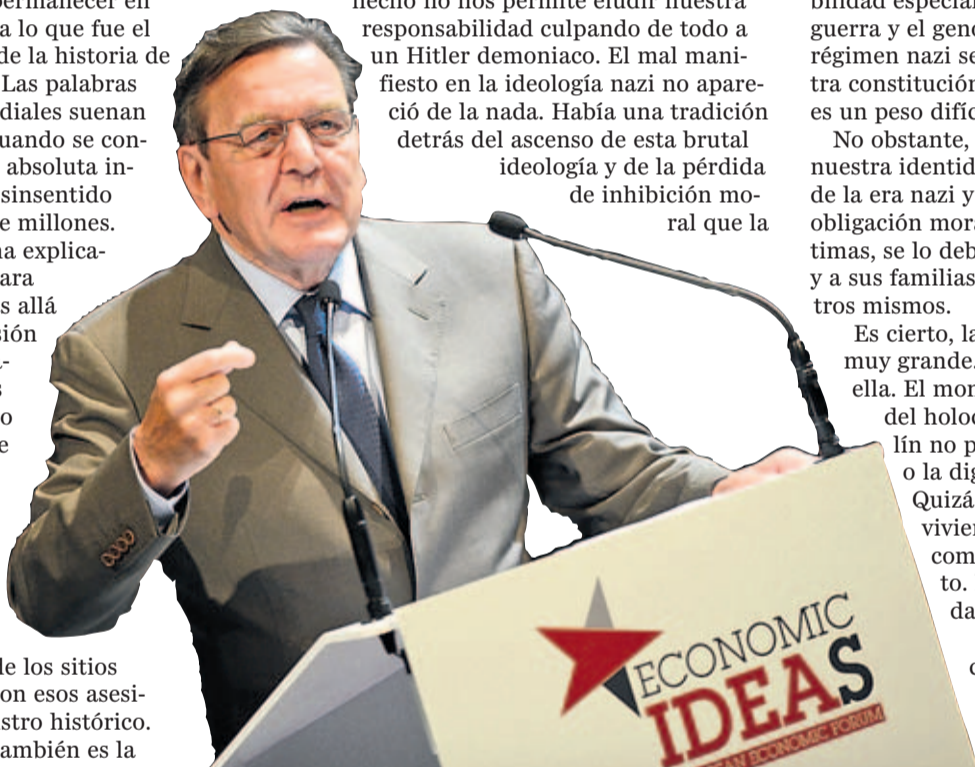 permanecer en
a lo que fue el
de la historia de
Las palabras
diales suenan
uando se con-
absoluta in-
sinsentido
e millones.
na explica-
ara
s allá
sión
s
o
e
de los sitios
on esos asesi-
stro histórico.
ambién es la
hecho no nos permite eludir nuestra
responsabilidad culpando de todo a
un Hitler demoniaco. El mal mani-
fiesto en la ideología nazi no apare-
ció de la nada. Había una tradición
detrás del ascenso de esta brutal
ideología y de la pérdida
de inhibición mo-
ral que la
bilidad especial
guerra y el geno
régimen nazi se
tra constitución
es un peso difíc
No obstante,
nuestra identid
de la era nazi y
obligación mora
timas, se lo deb
y a sus familias
tros mismos.
Es cierto, la
muy grande.
ella. El mon
del holoc
lín no p
o la dig
Quizá
vivien
com
to.
da
ECONOMIC
IDEAS
EAN ECONOMIC FORUM